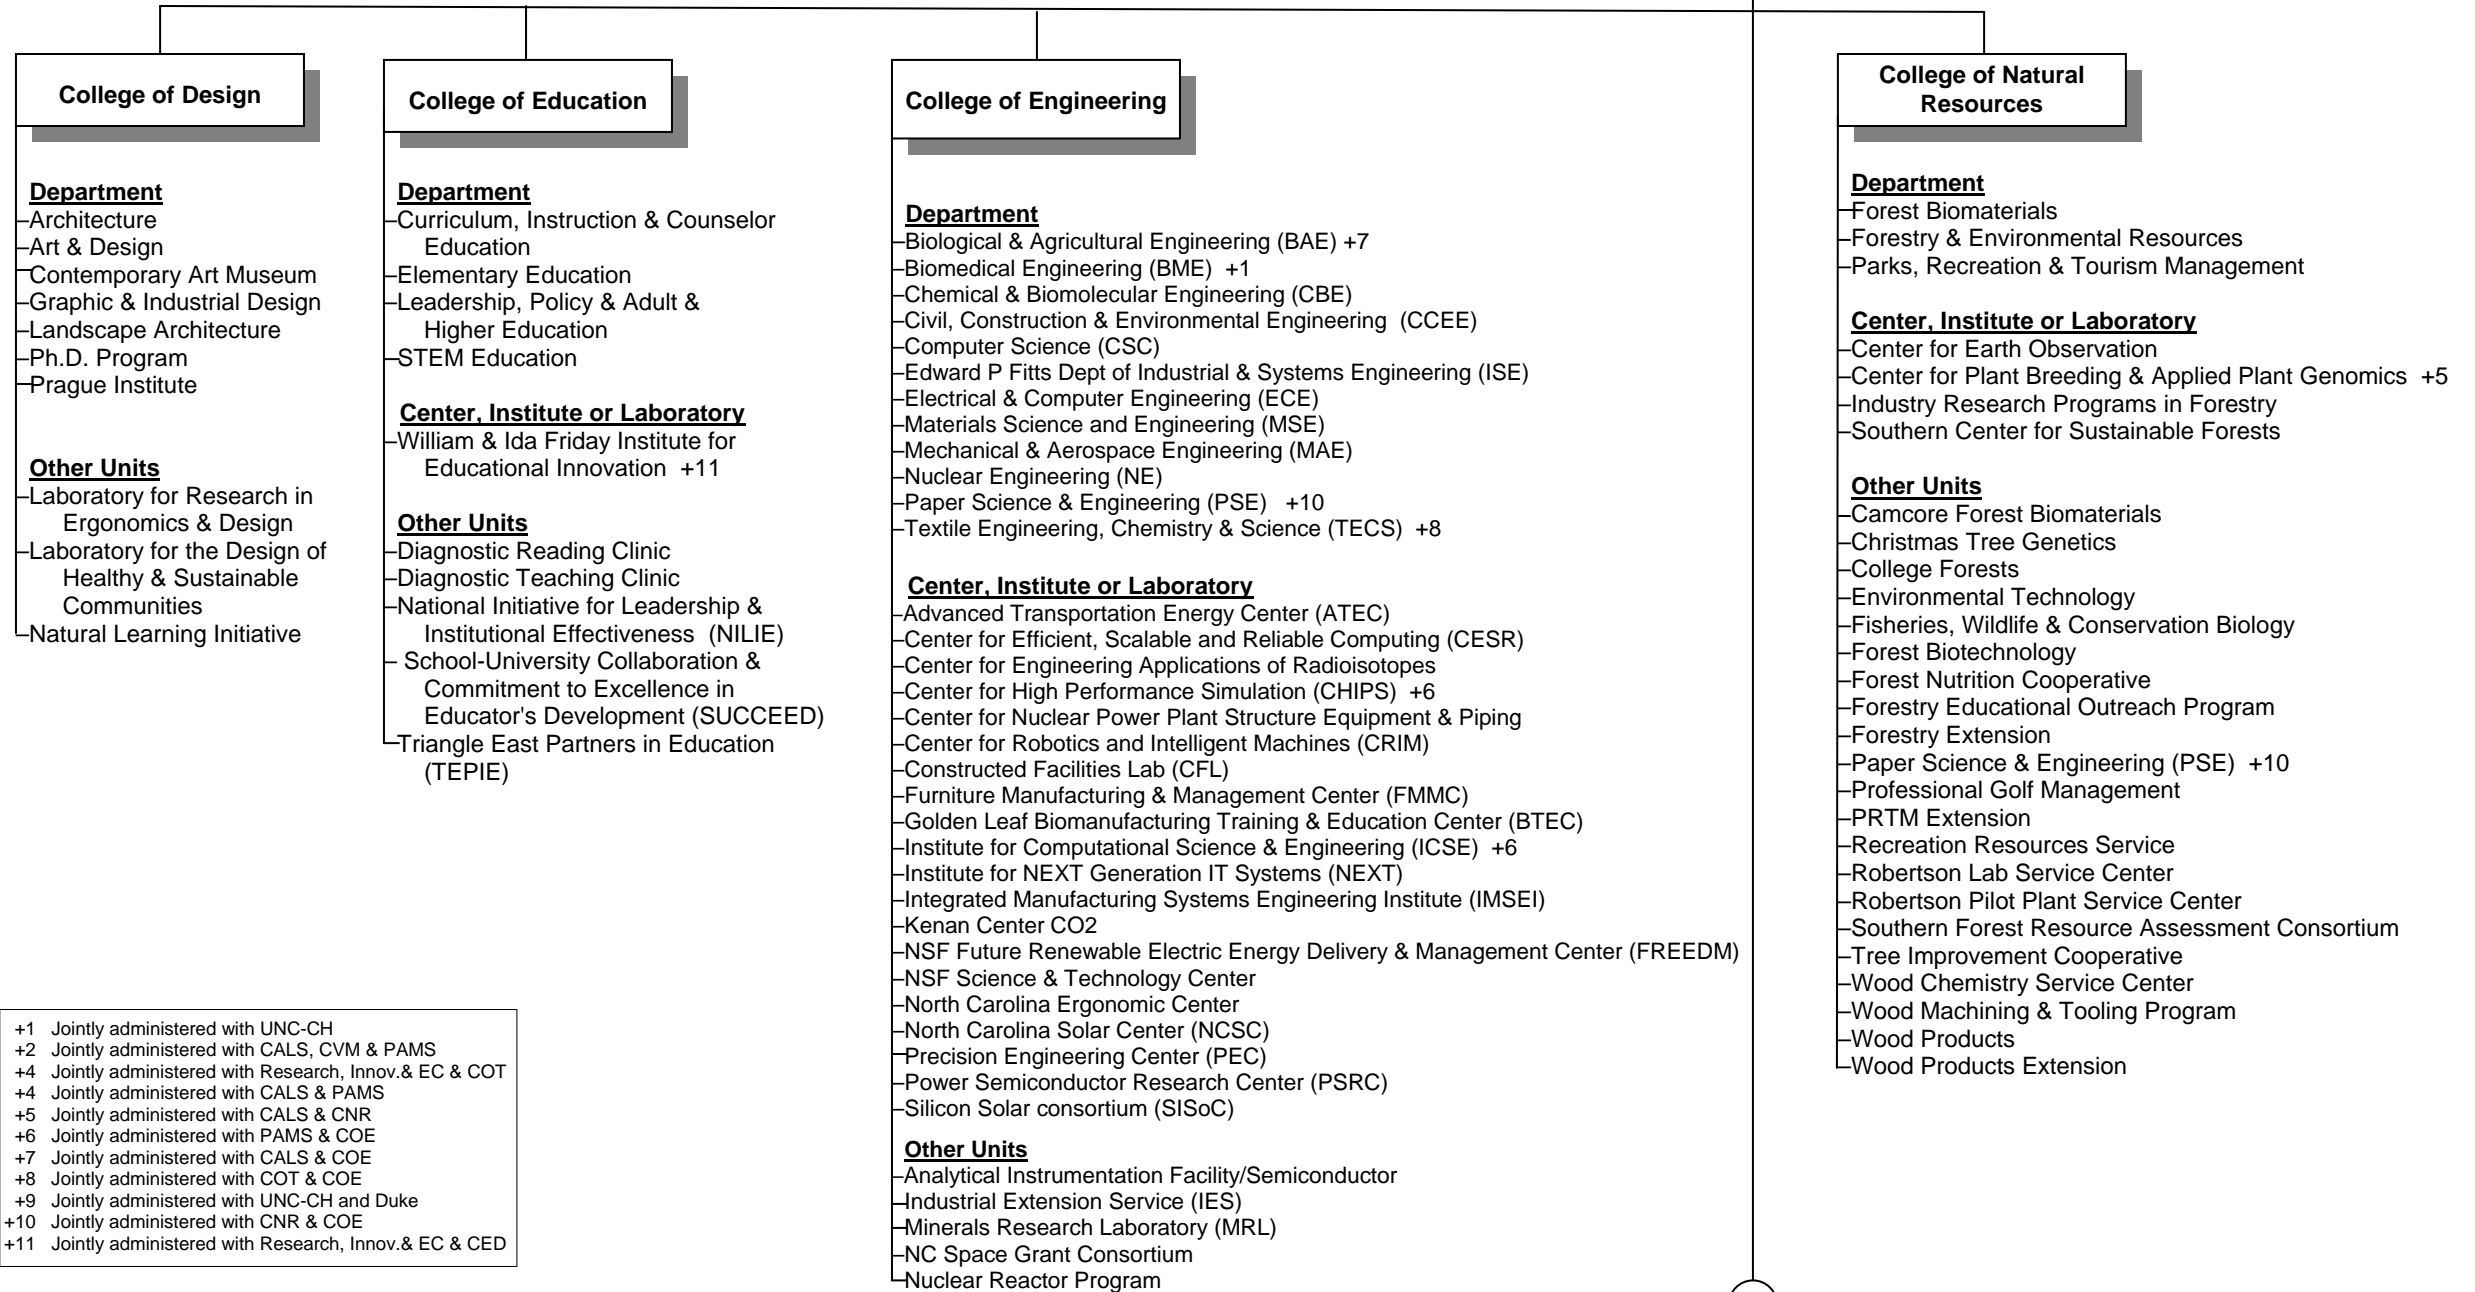 College of Design
Department
Architecture
Art & Design
Contemporary Art Museum
Graphic & Industrial Design
Landscape Architecture
Ph.D. Program
Prague Institute
Other Units
Laboratory for Research in
Ergonomics & Design
Laboratory for the Design of
Healthy & Sustainable
Communities
Natural Learning Initiative
College of Education
Department
Curriculum, Instruction & Counselor
Education
Elementary Education
Leadership, Policy & Adult &
Higher Education
STEM Education
Center, Institute or Laboratory
William & Ida Friday Institute for
Educational Innovation +11
Other Units
Diagnostic Reading Clinic
Diagnostic Teaching Clinic
National Initiative for Leadership &
Institutional Effectiveness (NILIE)
School-University Collaboration &
Commitment to Excellence in
Educator's Development (SUCCEED)
Triangle East Partners in Education
(TEPIE)
College of Engineering
Department
Biological & Agricultural Engineering (BAE) +7
Biomedical Engineering (BME) +1
Chemical & Biomolecular Engineering (CBE)
Civil, Construction & Environmental Engineering (CCEE)
Computer Science (CSC)
Edward P Fitts Dept of Industrial & Systems Engineering (ISE)
Electrical & Computer Engineering (ECE)
Materials Science and Engineering (MSE)
Mechanical & Aerospace Engineering (MAE)
Nuclear Engineering (NE)
Paper Science & Engineering (PSE) +10
Textile Engineering, Chemistry & Science (TECS) +8
Center, Institute or Laboratory
Advanced Transportation Energy Center (ATEC)
Center for Efficient, Scalable and Reliable Computing (CESR)
Center for Engineering Applications of Radioisotopes
Center for High Performance Simulation (CHIPS) +6
Center for Nuclear Power Plant Structure Equipment & Piping
Center for Robotics and Intelligent Machines (CRIM)
Constructed Facilities Lab (CFL)
Furniture Manufacturing & Management Center (FMMC)
Golden Leaf Biomanufacturing Training & Education Center (BTEC)
Institute for Computational Science & Engineering (ICSE) +6
Institute for NEXT Generation IT Systems (NEXT)
Integrated Manufacturing Systems Engineering Institute (IMSEI)
Kenan Center CO2
NSF Future Renewable Electric Energy Delivery & Management Center (FREEDM)
NSF Science & Technology Center
North Carolina Ergonomic Center
North Carolina Solar Center (NCSC)
Precision Engineering Center (PEC)
Power Semiconductor Research Center (PSRC)
Silicon Solar consortium (SISoC)
Other Units
Analytical Instrumentation Facility/Semiconductor
Industrial Extension Service (IES)
Minerals Research Laboratory (MRL)
NC Space Grant Consortium
Nuclear Reactor Program
College of Natural
Resources
Department
Forest Biomaterials
Forestry & Environmental Resources
Parks, Recreation & Tourism Management
Center, Institute or Laboratory
Center for Earth Observation
Center for Plant Breeding & Applied Plant Genomics +5
Industry Research Programs in Forestry
Southern Center for Sustainable Forests
Other Units
Camcore Forest Biomaterials
Christmas Tree Genetics
College Forests
Environmental Technology
Fisheries, Wildlife & Conservation Biology
Forest Biotechnology
Forest Nutrition Cooperative
Forestry Educational Outreach Program
Forestry Extension
Paper Science & Engineering (PSE) +10
Professional Golf Management
PRTM Extension
Recreation Resources Service
Robertson Lab Service Center
Robertson Pilot Plant Service Center
Southern Forest Resource Assessment Consortium
Tree Improvement Cooperative
Wood Chemistry Service Center
Wood Machining & Tooling Program
Wood Products
Wood Products Extension
+1 Jointly administered with UNC-CH
+2 Jointly administered with CALS, CVM & PAMS
+4 Jointly administered with Research, Innov.& EC & COT
+4 Jointly administered with CALS & PAMS
+5 Jointly administered with CALS & CNR
+6 Jointly administered with PAMS & COE
+7 Jointly administered with CALS & COE
+8 Jointly administered with COT & COE
+9 Jointly administered with UNC-CH and Duke
+10 Jointly administered with CNR & COE
+11 Jointly administered with Research, Innov.& EC & CED